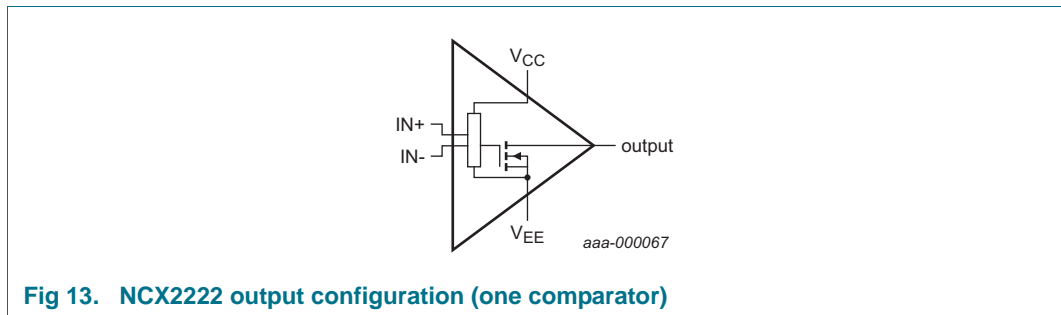 VCC
IN+
IN-
output
VEE
aaa-000067
Fig 13. NCX2222 output configuration (one comparator)